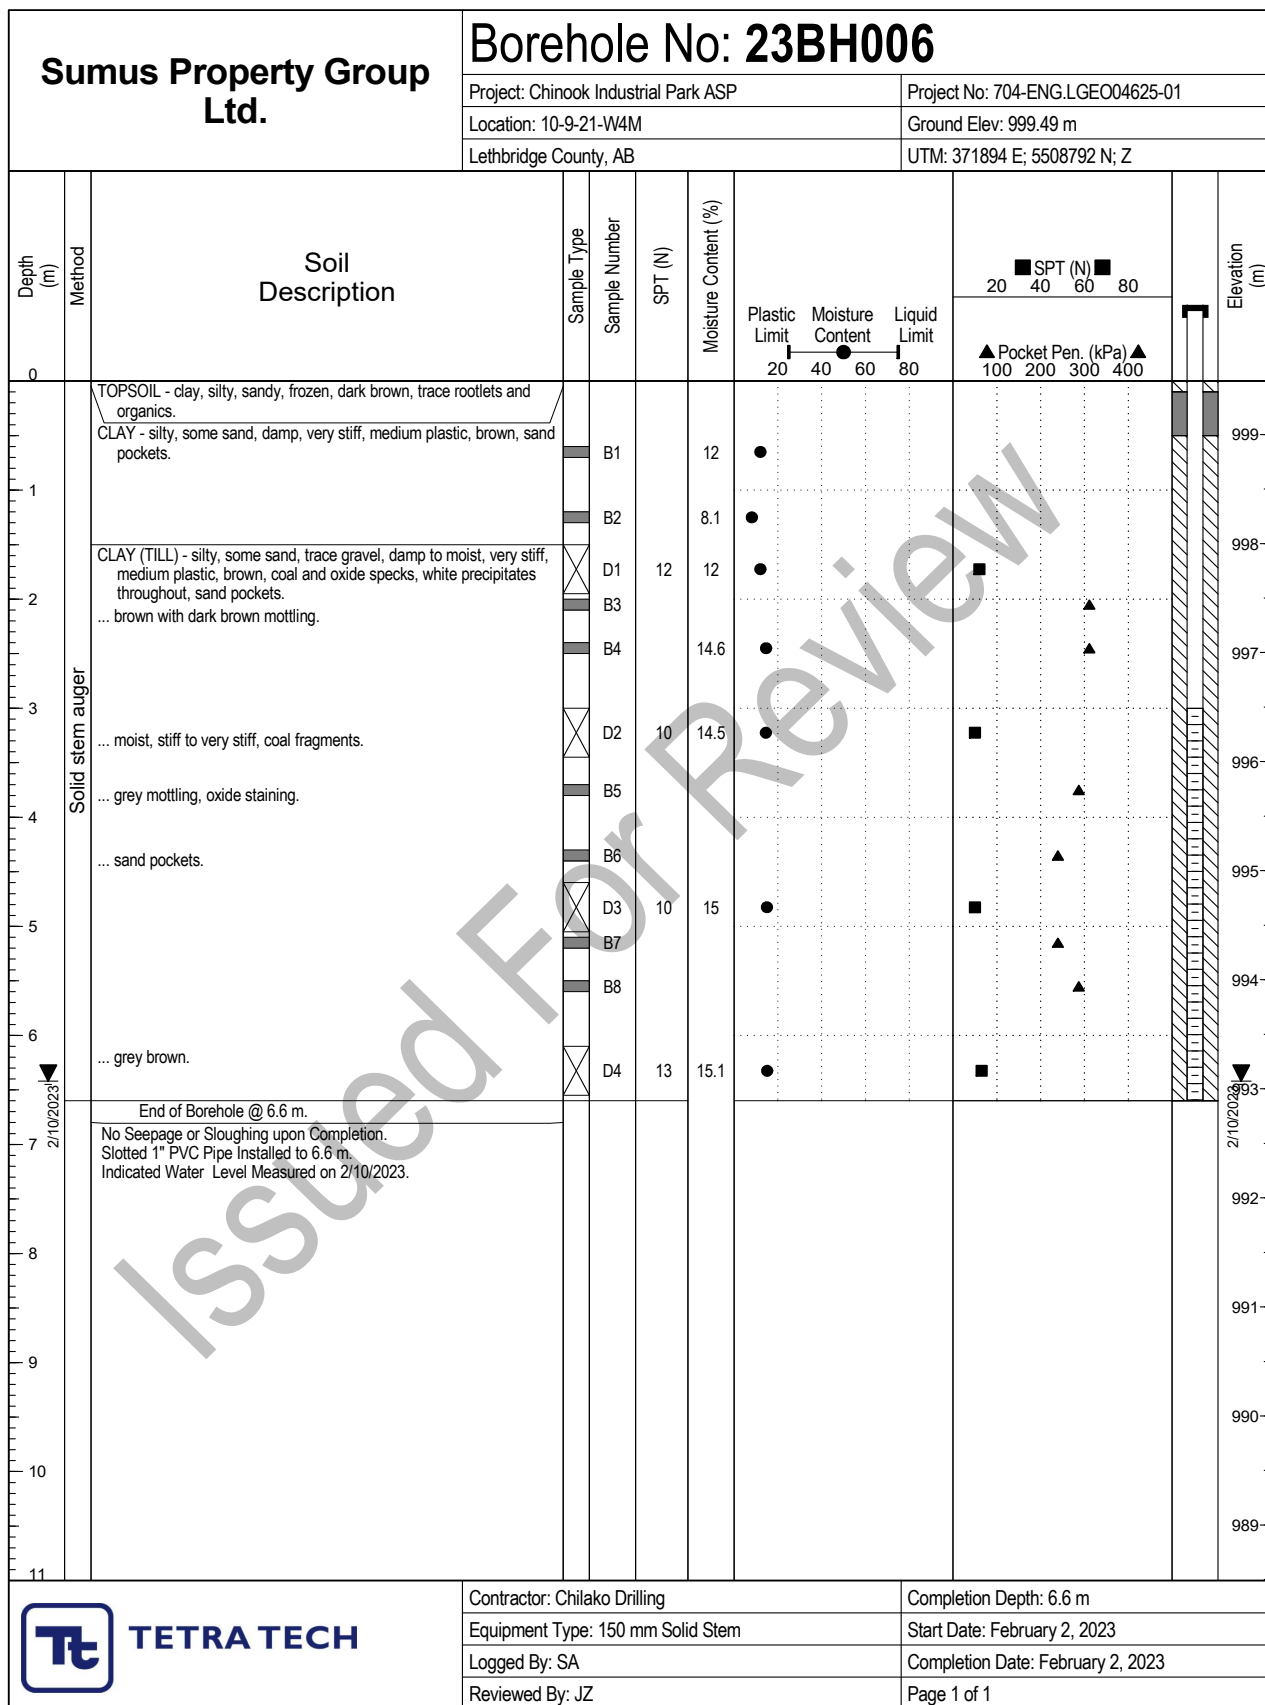 Sumus Property Group
Ltd.
Borehole No: 23BH006
Project: Chinook Industrial Park ASP
Project No: 704-ENG.LGEO04625-01
Location: 10-9-21-W4M
Ground Elev: 999.49 m
Lethbridge County, AB
UTM: 371894 E; 5508792 N; Z
Depth
(m)
Method
Soil
Description
Sample Type
Sample Number
SPT (N)
Moisture Content (%)
Plastic
Limit
Moisture
Content
Liquid
Limit
20 40 60 80
SPT (N)
20 40 60 80
Pocket Pen. (kPa)
100 200 300 400
Elevation
(m)
0
TOPSOIL - clay, silty, sandy, frozen, dark brown, trace rootlets and
organics.
CLAY - silty, some sand, damp, very stiff, medium plastic, brown, sand
pockets.
999
B1 12
1
B2 8.1
998
CLAY (TILL) - silty, some sand, trace gravel, damp to moist, very stiff,
medium plastic, brown, coal and oxide specks, white precipitates
throughout, sand pockets.
D1 12 12
2
B3
... brown with dark brown mottling.
B4 14.6
997
Solid stem auger
3
D2 10 14.5
... moist, stiff to very stiff, coal fragments.
996
B5
... grey mottling, oxide staining.
4
B6
... sand pockets.
995
D3 10 15
5
B7
B8
994
6
... grey brown.
D4 13 15.1
993
2/10/2023
2/10/2023
End of Borehole @ 6.6 m.
No Seepage or Sloughing upon Completion.
7
Slotted 1" PVC Pipe Installed to 6.6 m.
Indicated Water Level Measured on 2/10/2023.
992
8
991
9
990
10
989
11
Issued For Review
Tt
TETRA TECH
Contractor: Chilako Drilling
Completion Depth: 6.6 m
Equipment Type: 150 mm Solid Stem
Start Date: February 2, 2023
Logged By: SA
Completion Date: February 2, 2023
Reviewed By: JZ
Page 1 of 1